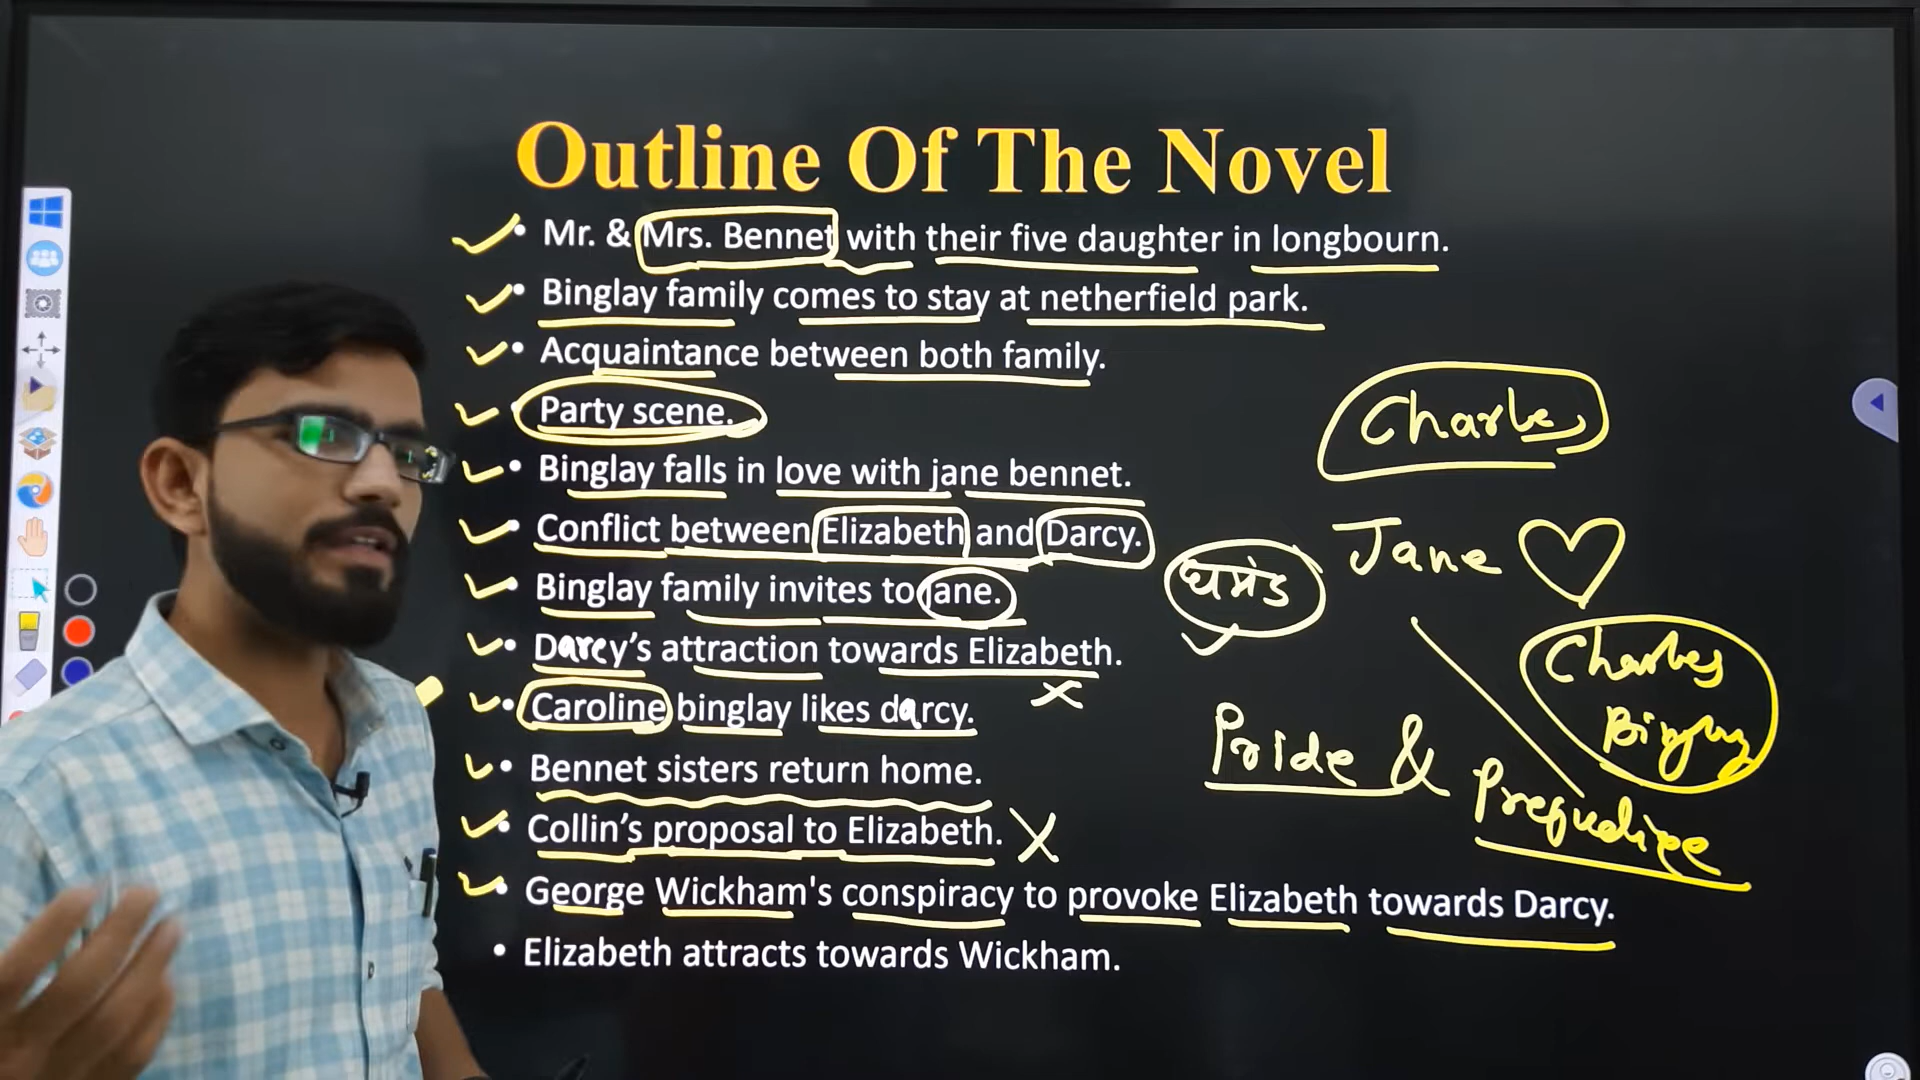 Outline Of The Novel
• Mr. & Mrs. Bennet with their five daughter in longbourn.
• Binglay family comes to stay at netherfield park.
• Acquaintance between both family.
• Party scene.
Charles
• Binglay falls in love with jane bennet.
• Conflict between Elizabeth and Darcy.
Jane
• Binglay family invites to jane.
घमंड
• Darcy's attraction towards Elizabeth.
Charles
Binglay
• Caroline binglay likes darcy.
Pride & Prequdice
• Bennet sisters return home.
• Collin's proposal to Elizabeth.
• George Wickham's conspiracy to provoke Elizabeth towards Darcy.
• Elizabeth attracts towards Wickham.